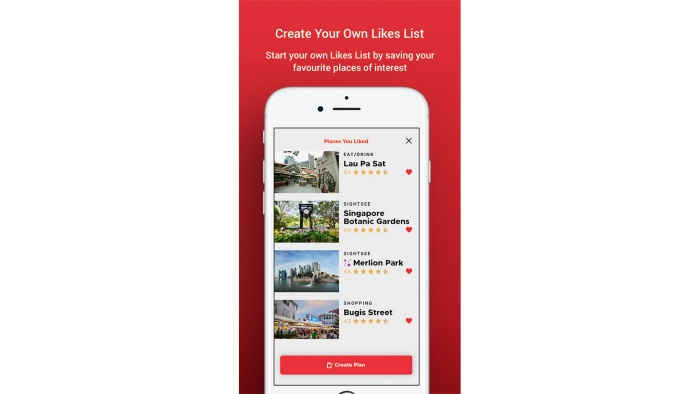 Create Your Own Likes List
Start your own Likes List by saving your
favourite places of interest
Places You Liked
EAT/DRINK
Lau Pa Sat
SIGHTSEE
Singapore
Botanic Gardens
SIGHTSEE
Merlion Park
SHOPPING
Bugis Street
Create Plan